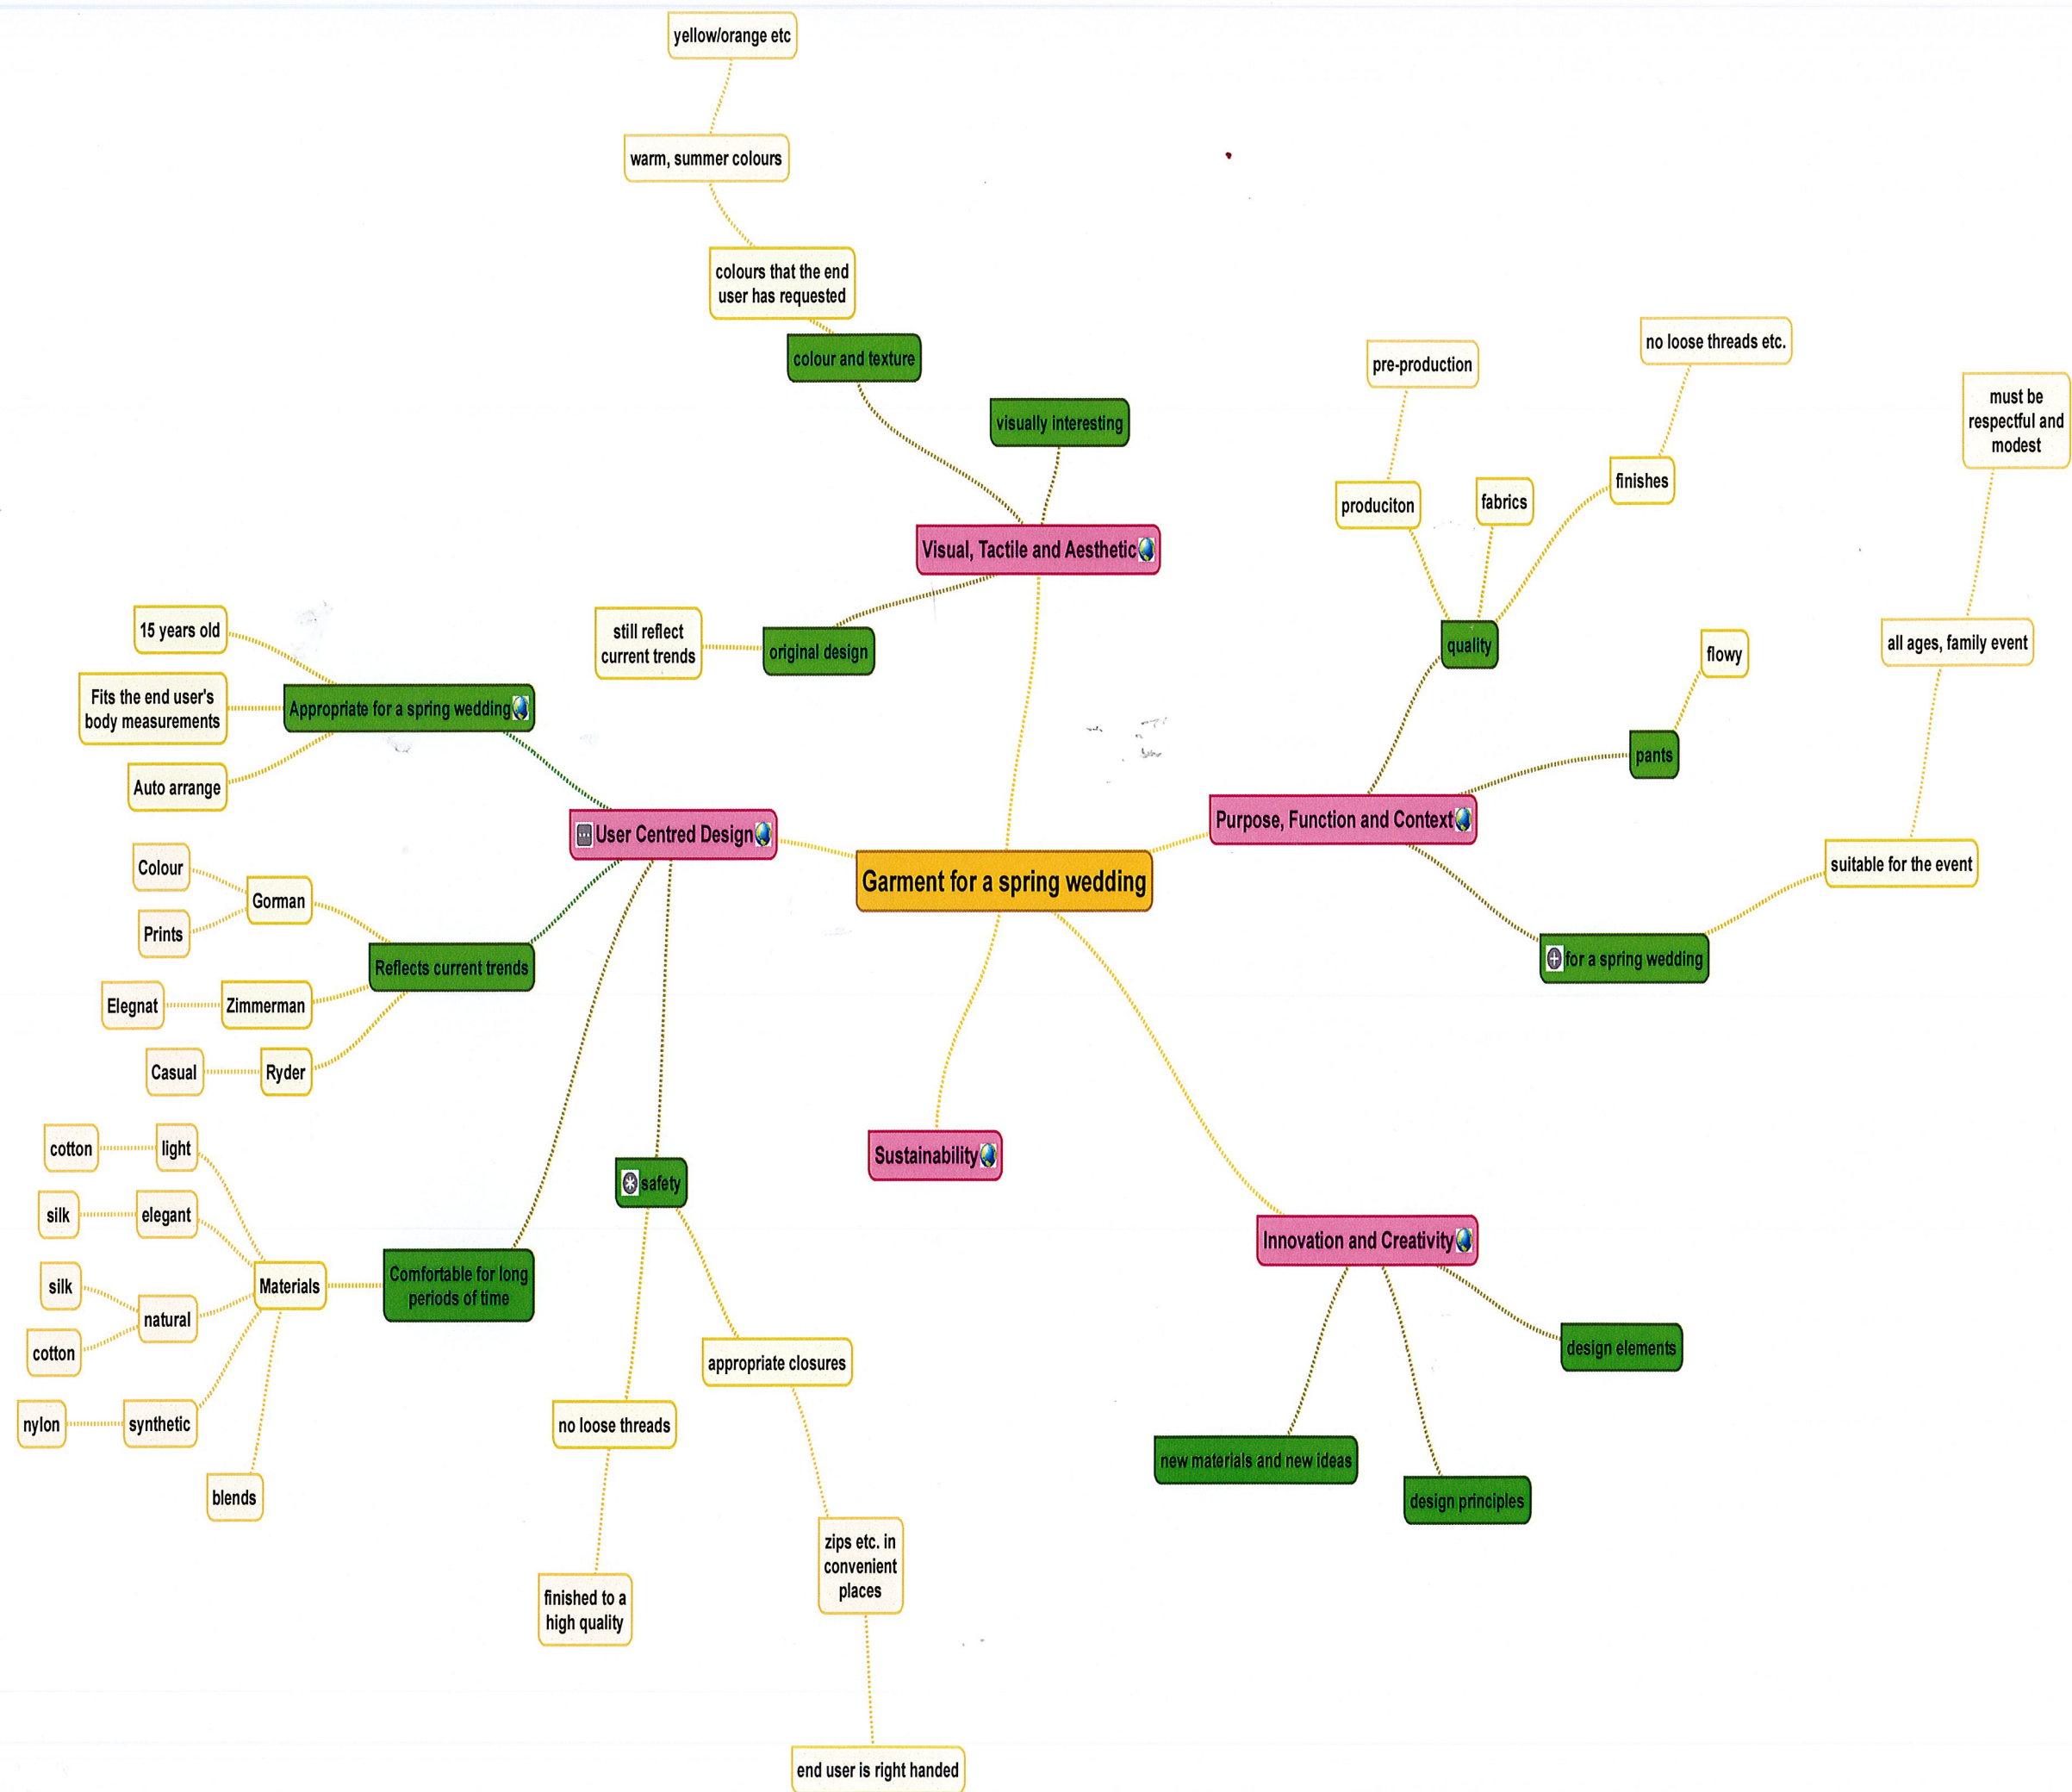 yellow/orange etc
warm, summer colours
colours that the end
user has requested
colour and texture
visually interesting
Visual, Tactile and Aesthetic
original design
still reflect
current trends
pre-production
no loose threads etc.
must be
respectful and
modest
produciton
fabrics
finishes
quality
all ages, family event
flowy
pants
Purpose, Function and Context
suitable for the event
for a spring wedding
15 years old
Fits the end user's
body measurements
Appropriate for a spring wedding
Auto arrange
User Centred Design
Garment for a spring wedding
Colour
Gorman
Prints
Reflects current trends
Elegnat
Zimmerman
Casual
Ryder
cotton
light
silk
elegant
silk
natural
cotton
Materials
Comfortable for long
periods of time
nylon
synthetic
blends
safety
no loose threads
finished to a
high quality
appropriate closures
zips etc. in
convenient
places
end user is right handed
Sustainability
Innovation and Creativity
design elements
new materials and new ideas
design principles